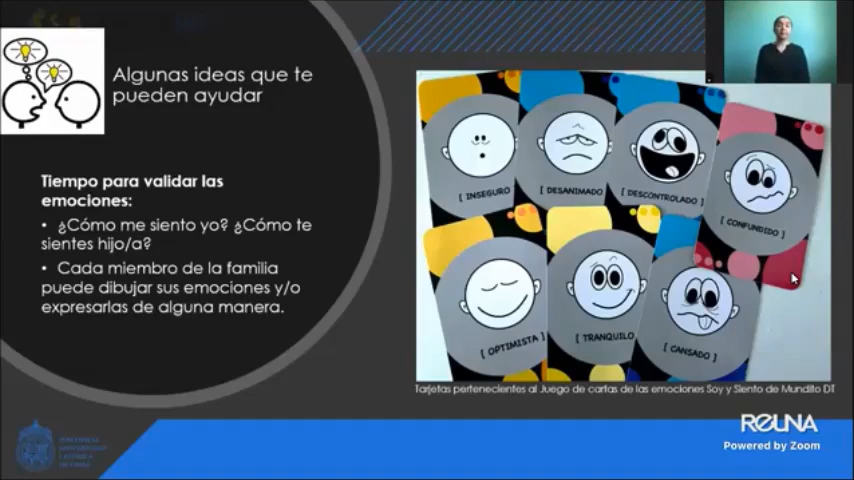 Algunas ideas que te
pueden ayudar
Tiempo para validar las
emociones:
• ¿Cómo me siento yo? ¿Cómo te
sientes hijo/a?
• Cada miembro de la familia
puede dibujar sus emociones y/o
expresarlas de alguna manera.
[ INSEGURO
[ DESANIMADO
[ DESCONTROLADO ]
[ CONFUNDIDO ]
[ OPTIMISTA ]
[ TRANQUILO
[ CANSADO ]
Tarjetas pertenecientes al Juego de cartas de las emociones Soy y Siento de Mundito DT
REUNA
Powered by Zoom